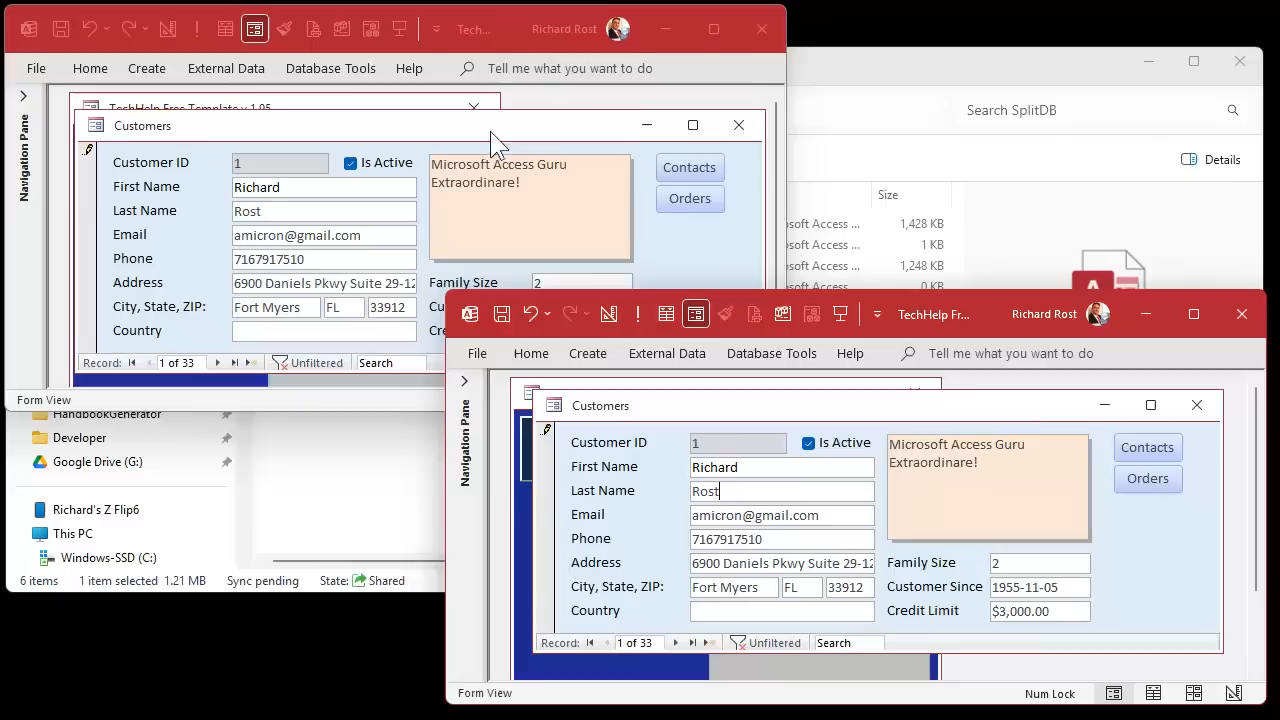 Tech...
Richard Rost
File Home Create External Data Database Tools Help Tell me what you want to do
Navigation Pane
TechHelp Free Template v 1.95
Customers
Customer ID 1 Is Active
First Name Richard
Last Name Rost
Email amicron@gmail.com
Phone 7167917510
Address 6900 Daniels Pkwy Suite 29-12
City, State, ZIP: Fort Myers FL 33912
Country
Microsoft Access Guru
Extraordinare!
Contacts
Orders
Family Size 2
Record: 1 of 33 Unfiltered Search
Form View
Search SplitDB
Details
Size
osoft Access ... 1,428 KB
osoft Access ... 1 KB
osoft Access ... 1,248 KB
HandbookGenerator
Developer
Google Drive (G:)
Richard's Z Flip6
This PC
Windows-SSD (C:)
6 items 1 item selected 1.21 MB Sync pending State: Shared
TechHelp Fr... Richard Rost
File Home Create External Data Database Tools Help Tell me what you want to do
Navigation Pane
Customers
Customer ID 1 Is Active
First Name Richard
Last Name Rost
Email amicron@gmail.com
Phone 7167917510
Address 6900 Daniels Pkwy Suite 29-12
City, State, ZIP: Fort Myers FL 33912
Country
Microsoft Access Guru
Extraordinare!
Contacts
Orders
Family Size 2
Customer Since 1955-11-05
Credit Limit $3,000.00
Record: 1 of 33 Unfiltered Search
Form View Num Lock